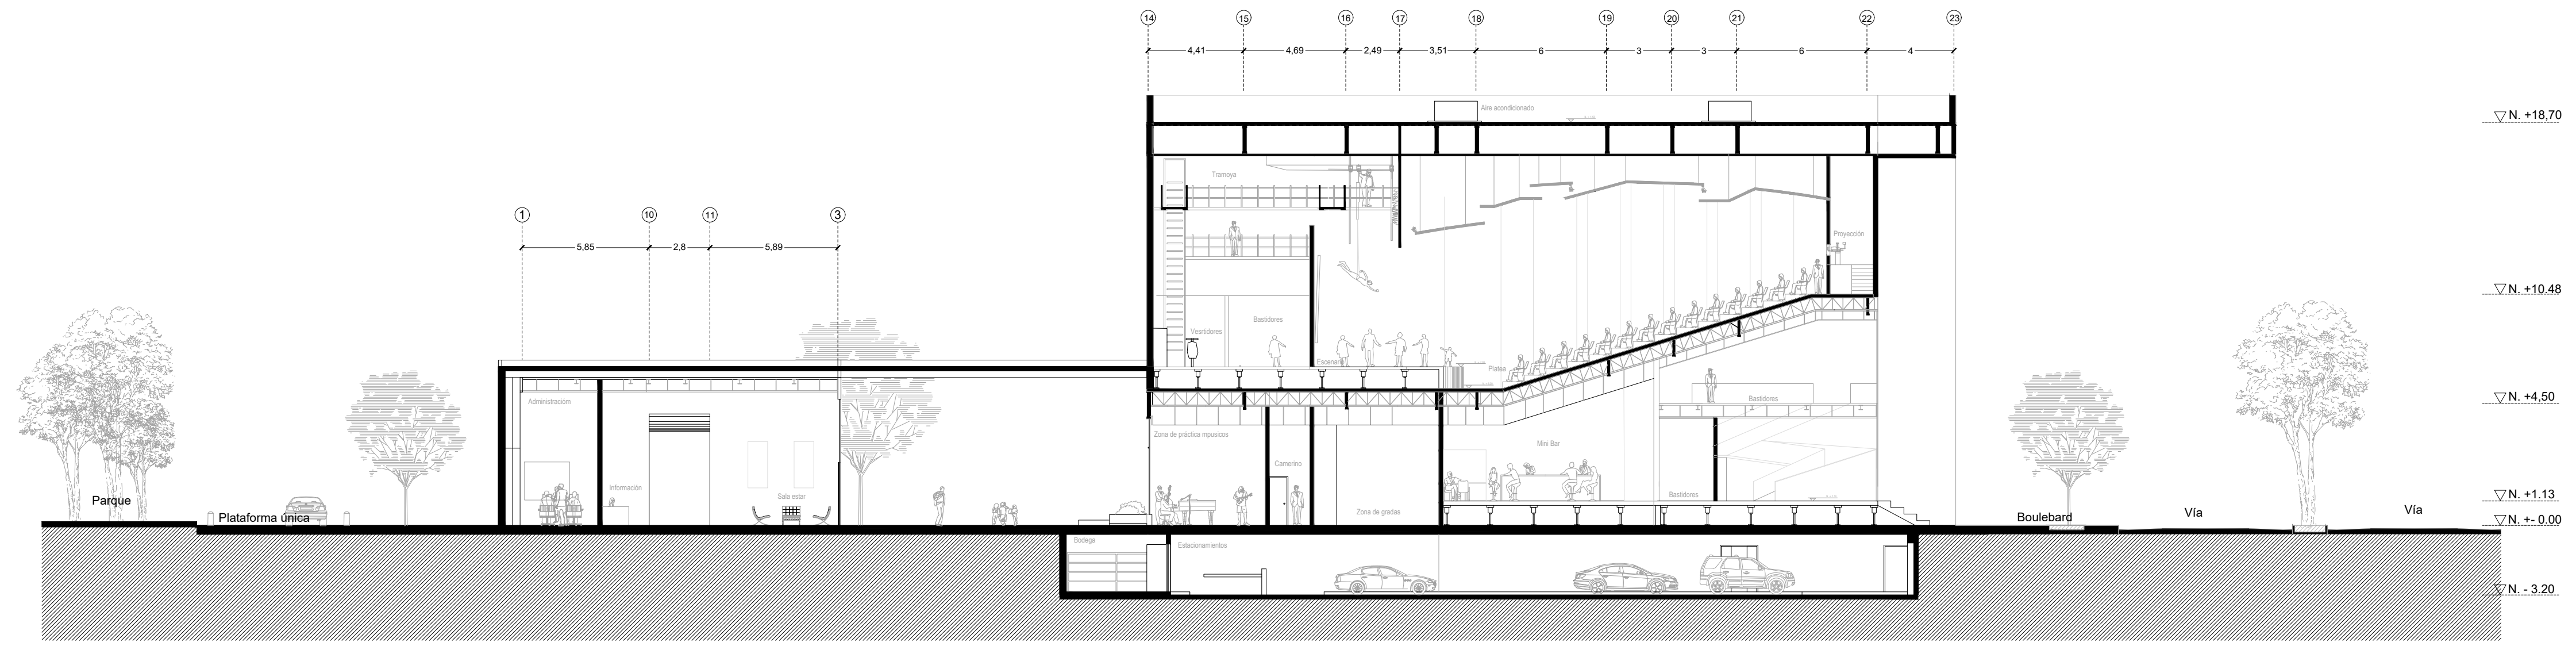 14 15 16 17 18 19 20 21 22 23
4,41 4,69 2,49 3,51 6 3 3 6 4
Aire acondicionado
N. +18,70
Tramoya
1 10 11 3
5,85 2,8 5,89
Proyección
N. +10.48
Vesrtidores
Bastidores
Escenario
Platea
Administracióm
Bastidores
N. +4,50
Zona de práctica mpusicos
Mini Bar
Camerino
Información
Sala estar
Bastidores
N. +1.13
Parque
Zona de gradas
Plataforma única
Boulebard
Vía
Vía
N. +- 0.00
Bodega
Estacionamientos
N. - 3.20